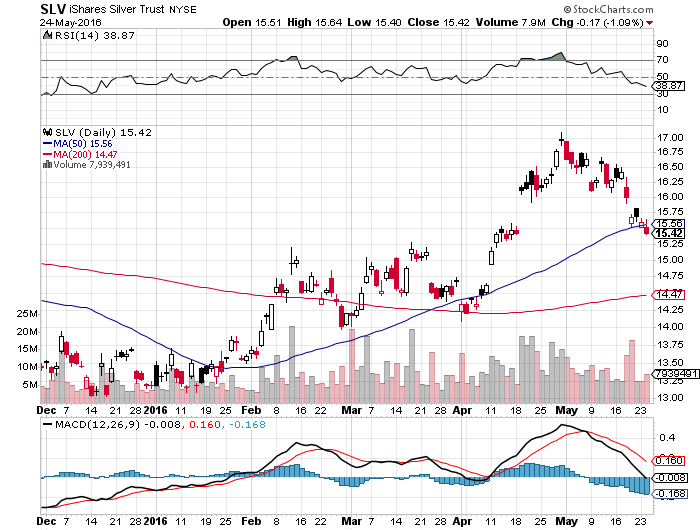 SLV iShares Silver Trust NYSE © StockCharts.com
24-May-2016 Open 15.51 High 15.64 Low 15.40 Close 15.42 Volume 7.9M Chg -0.17 (-1.09%)
RSI(14) 38.87
90
70
50
38.87
30
10
SLV (Daily) 15.42
MA(50) 15.56
MA(200) 14.47
Volume 7,939,491
17.00
16.75
16.50
16.25
16.00
15.75
15.56
15.42
15.25
15.00
14.75
14.47
14.25
14.00
13.75
13.50
13.25
13.00
25M
20M
15M
10M
5M
7939491
Dec 7 14 21 28 2016 11 19 25 Feb 8 16 22 Mar 7 14 21 28 Apr 11 18 25 May 9 16 23
MACD(12,26,9) -0.008, 0.160, -0.168
0.4
0.160
-0.008
-0.168
Dec 7 14 21 28 2016 11 19 25 Feb 8 16 22 Mar 7 14 21 28 Apr 11 18 25 May 9 16 23